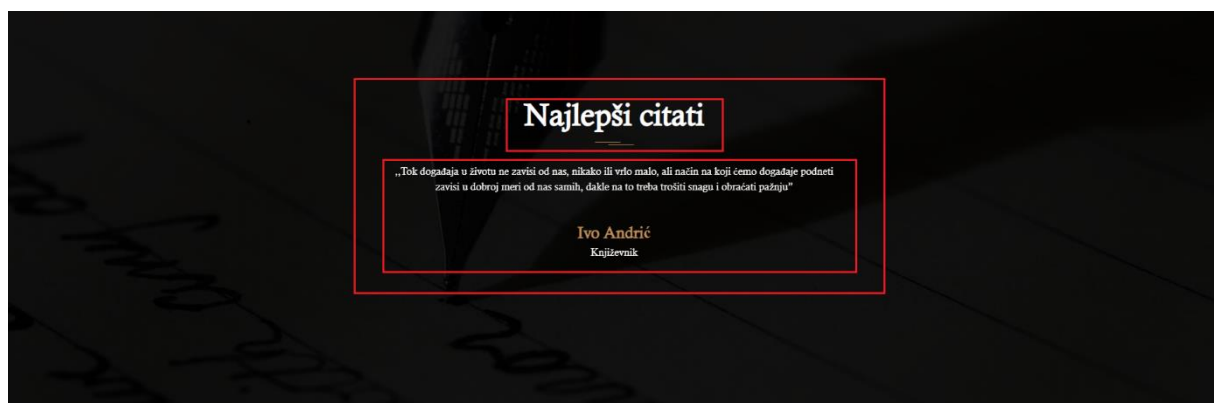 Najlepši citati
,,Tok događaja u životu ne zavisi od nas, nikako ili vrlo malo, ali način na koji ćemo događaje podneti
zavisi u dobroj meri od nas samih, dakle na to treba trošiti snagu i obraćati pažnju”
Ivo Andrić
Književnik